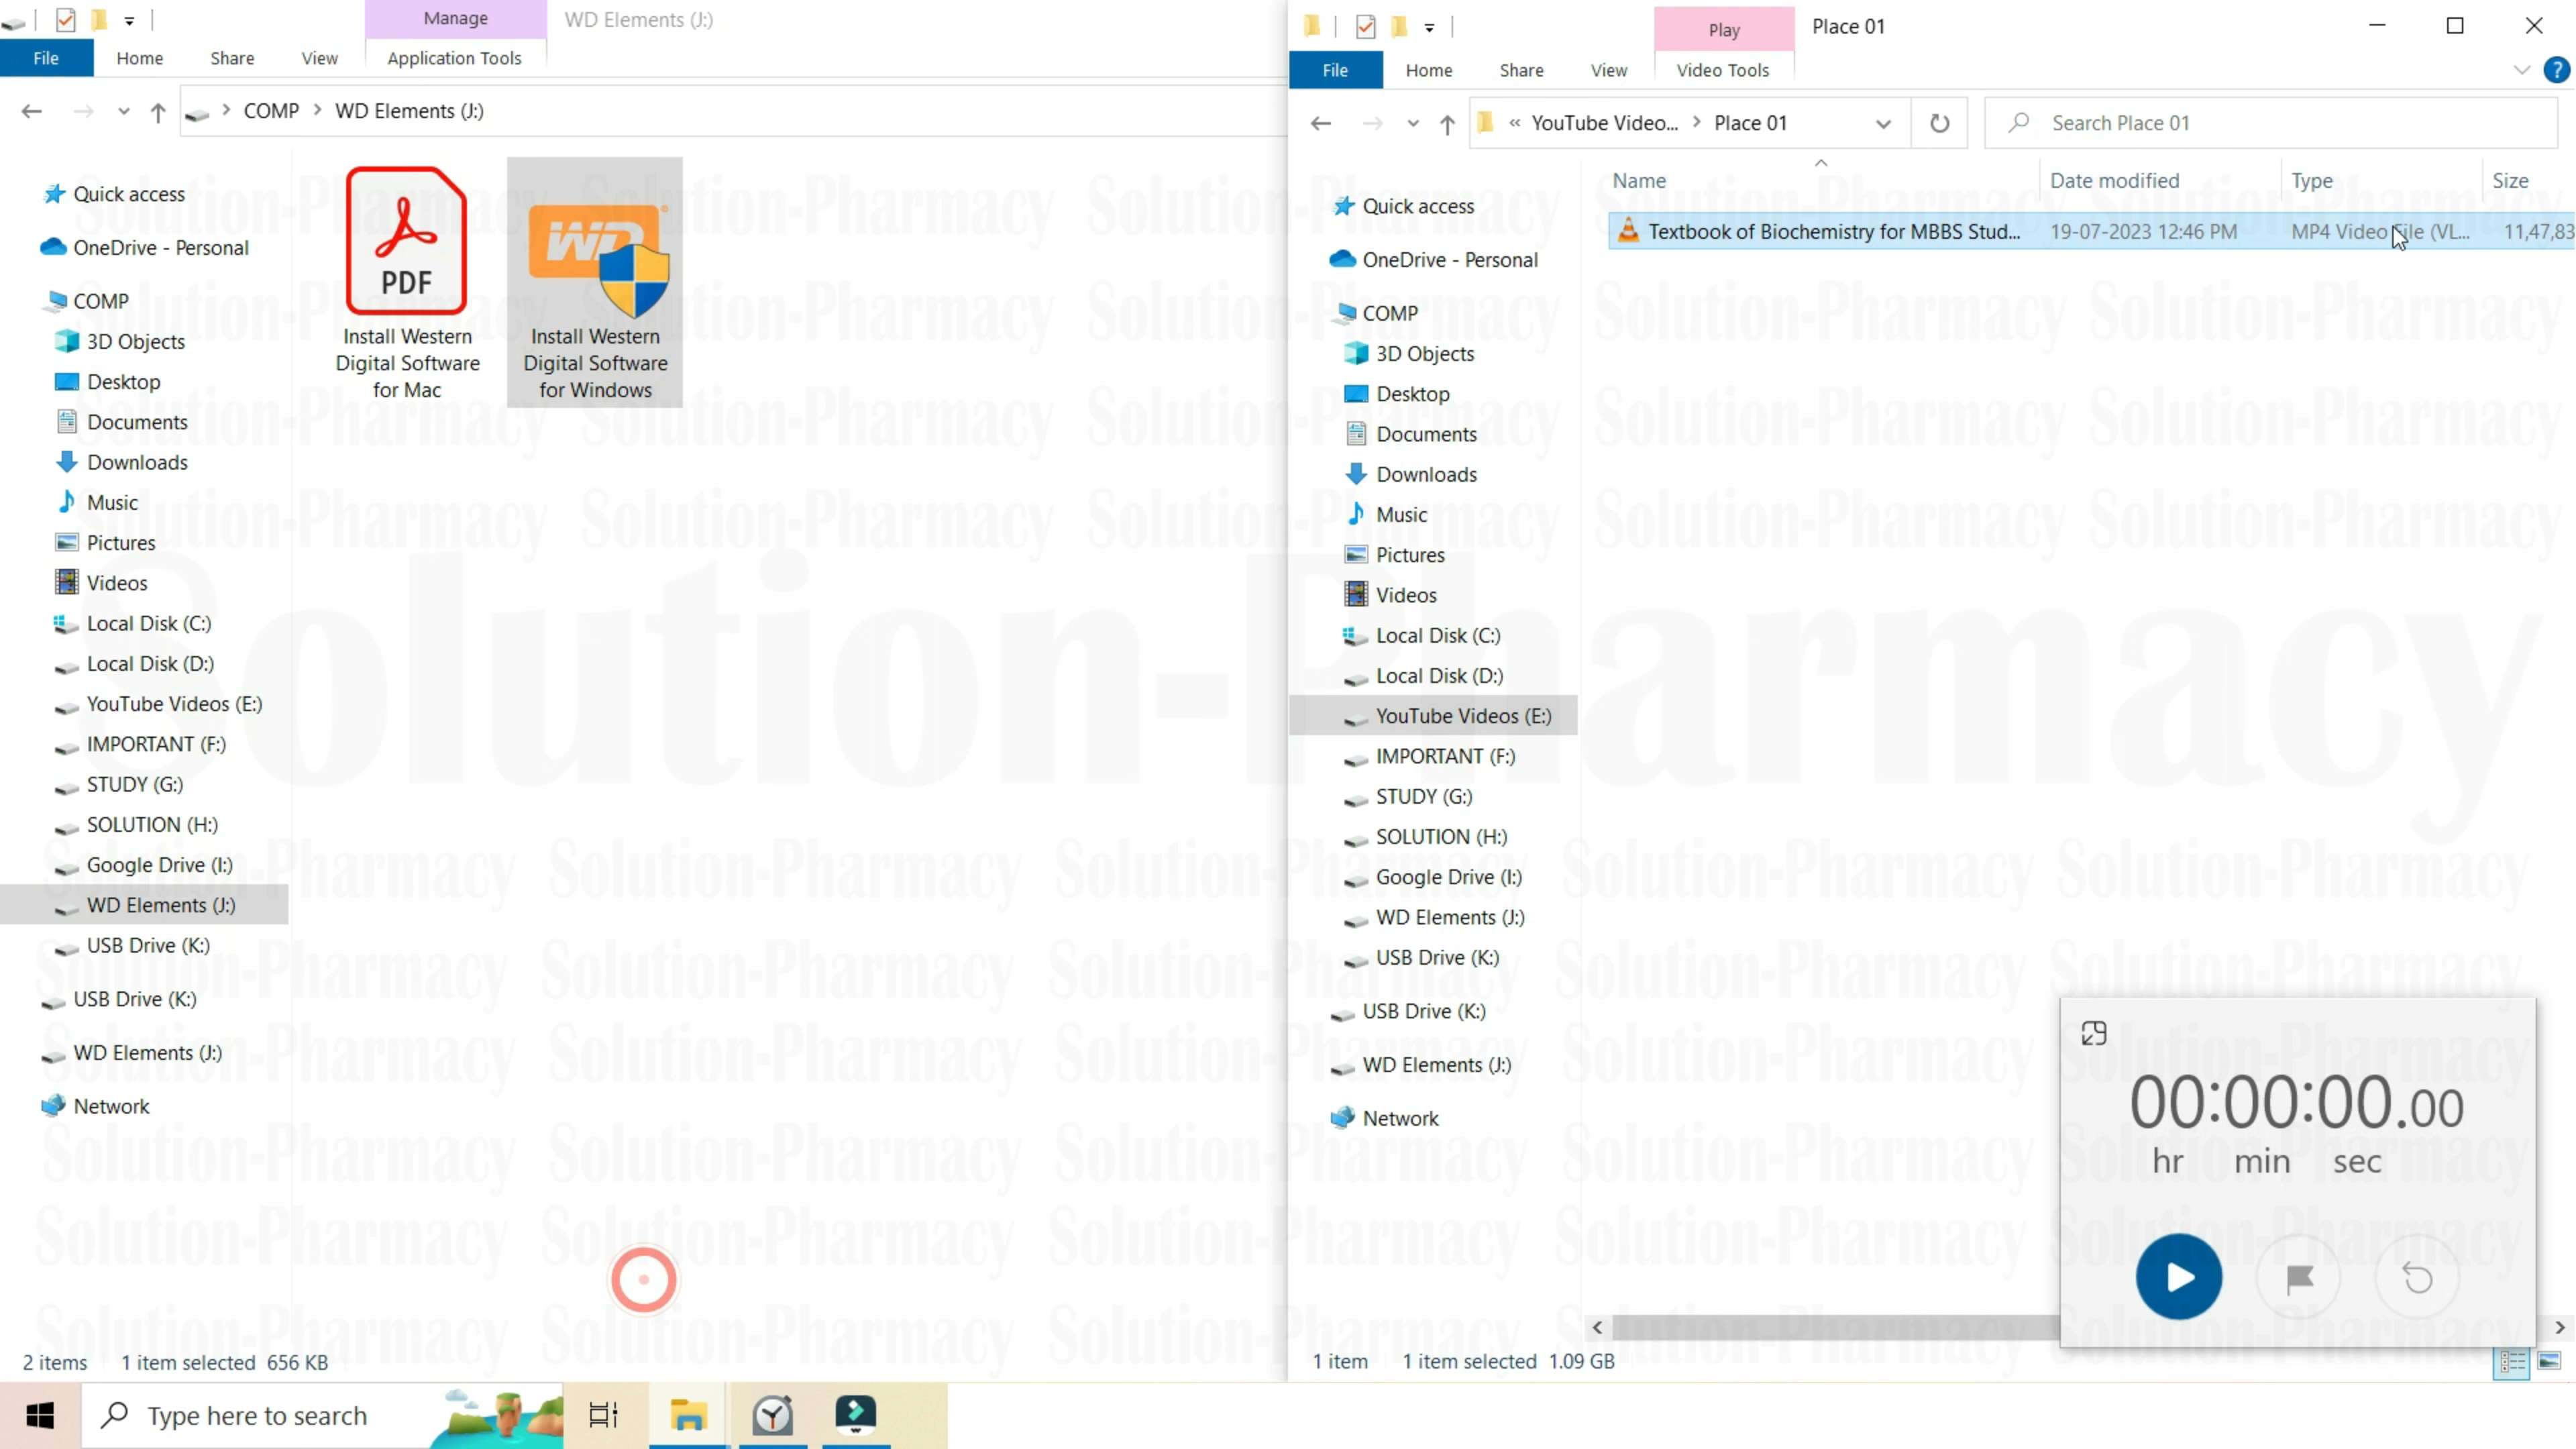 Manage
WD Elements (J:)
File
Home
Share
View
Application Tools
COMP
WD Elements (J:)
Quick access
OneDrive - Personal
COMP
3D Objects
Desktop
Documents
Downloads
Music
Pictures
Videos
Local Disk (C:)
Local Disk (D:)
YouTube Videos (E:)
IMPORTANT (F:)
STUDY (G:)
SOLUTION (H:)
Google Drive (I:)
WD Elements (J:)
USB Drive (K:)
USB Drive (K:)
WD Elements (J:)
Network
PDF
Install Western
Digital Software
for Mac
WD
Install Western
Digital Software
for Windows
2 items
1 item selected 656 KB
Play
Place 01
File
Home
Share
View
Video Tools
?
« YouTube Video...
Place 01
Search Place 01
Quick access
OneDrive - Personal
COMP
3D Objects
Desktop
Documents
Downloads
Music
Pictures
Videos
Local Disk (C:)
Local Disk (D:)
YouTube Videos (E:)
IMPORTANT (F:)
STUDY (G:)
SOLUTION (H:)
Google Drive (I:)
WD Elements (J:)
USB Drive (K:)
USB Drive (K:)
WD Elements (J:)
Network
Name
Date modified
Type
Size
Textbook of Biochemistry for MBBS Stud...
19-07-2023 12:46 PM
MP4 Video File (VL...
11,47,83
1 item
1 item selected 1.09 GB
00:00:00.00
hr min sec
Solution-Pharmacy
Type here to search